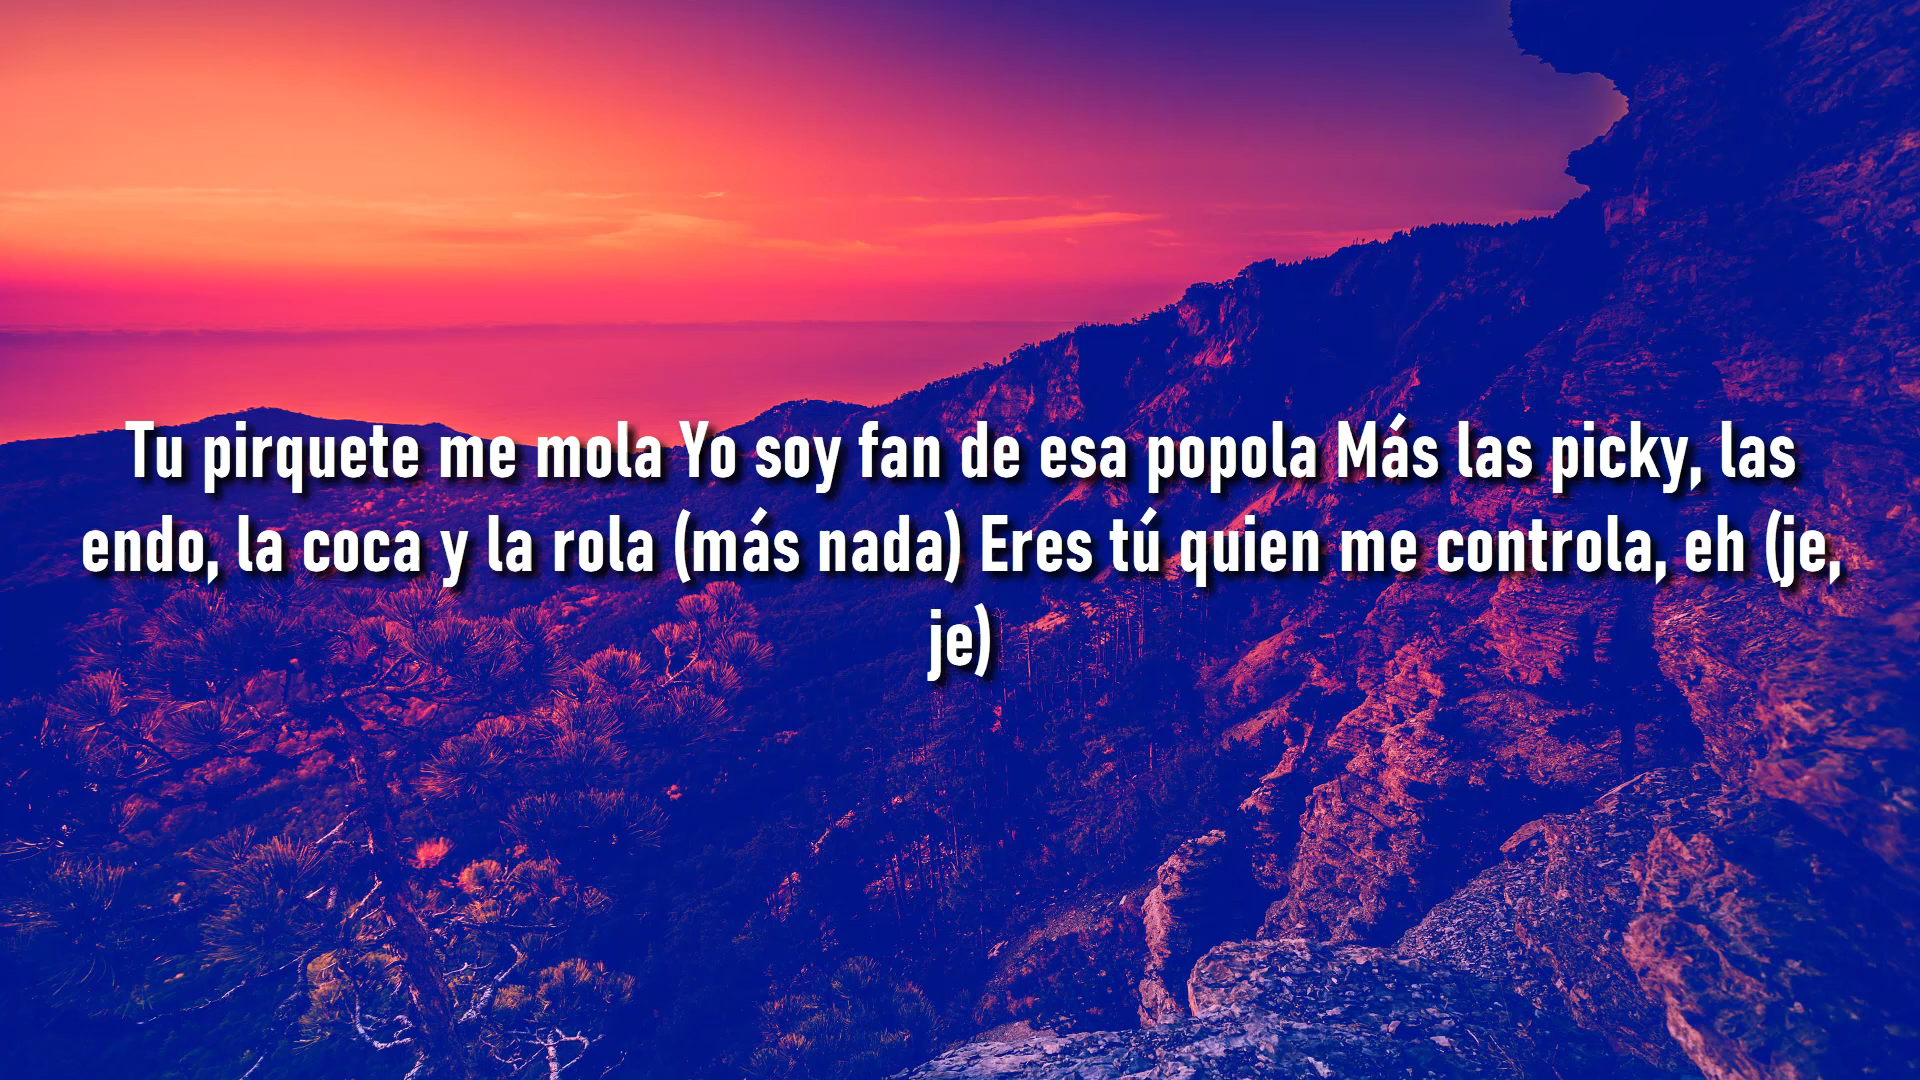 Tu pirquete me mola Yo soy fan de esa popola Más las picky, las
endo, la coca y la rola (más nada) Eres tú quien me controla, eh (je,
je)